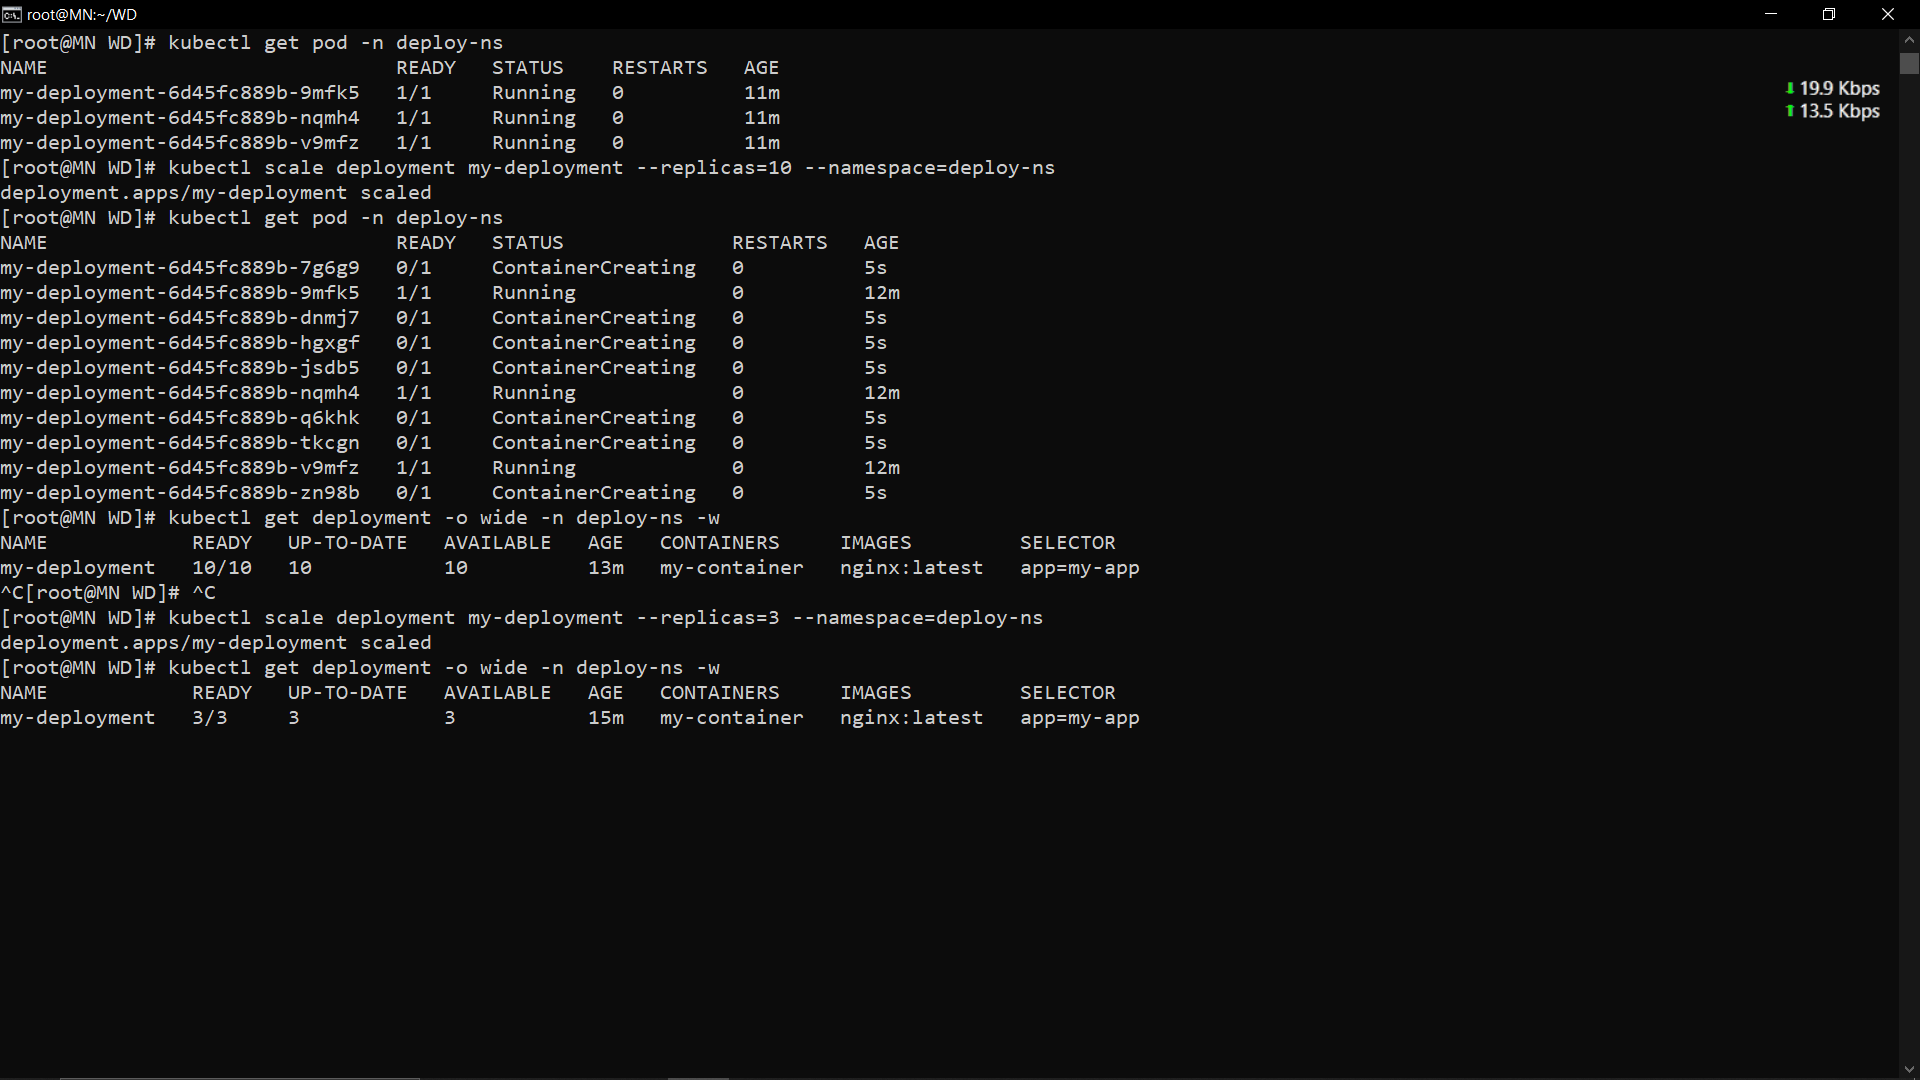 root@MN:~/WD
[root@MN WD]# kubectl get pod -n deploy-ns
NAME                             READY   STATUS    RESTARTS   AGE
my-deployment-6d45fc889b-9mfk5   1/1     Running   0          11m
my-deployment-6d45fc889b-nqmh4   1/1     Running   0          11m
my-deployment-6d45fc889b-v9mfz   1/1     Running   0          11m
[root@MN WD]# kubectl scale deployment my-deployment --replicas=10 --namespace=deploy-ns
deployment.apps/my-deployment scaled
[root@MN WD]# kubectl get pod -n deploy-ns
NAME                             READY   STATUS              RESTARTS   AGE
my-deployment-6d45fc889b-7g6g9   0/1     ContainerCreating   0          5s
my-deployment-6d45fc889b-9mfk5   1/1     Running             0          12m
my-deployment-6d45fc889b-dnmj7   0/1     ContainerCreating   0          5s
my-deployment-6d45fc889b-hgxgf   0/1     ContainerCreating   0          5s
my-deployment-6d45fc889b-jsdb5   0/1     ContainerCreating   0          5s
my-deployment-6d45fc889b-nqmh4   1/1     Running             0          12m
my-deployment-6d45fc889b-q6khk   0/1     ContainerCreating   0          5s
my-deployment-6d45fc889b-tkcgn   0/1     ContainerCreating   0          5s
my-deployment-6d45fc889b-v9mfz   1/1     Running             0          12m
my-deployment-6d45fc889b-zn98b   0/1     ContainerCreating   0          5s
[root@MN WD]# kubectl get deployment -o wide -n deploy-ns -w
NAME            READY   UP-TO-DATE   AVAILABLE   AGE   CONTAINERS     IMAGES         SELECTOR
my-deployment   10/10   10           10          13m   my-container   nginx:latest   app=my-app
^C[root@MN WD]# ^C
[root@MN WD]# kubectl scale deployment my-deployment --replicas=3 --namespace=deploy-ns
deployment.apps/my-deployment scaled
[root@MN WD]# kubectl get deployment -o wide -n deploy-ns -w
NAME            READY   UP-TO-DATE   AVAILABLE   AGE   CONTAINERS     IMAGES         SELECTOR
my-deployment   3/3     3            3           15m   my-container   nginx:latest   app=my-app
19.9 Kbps
13.5 Kbps